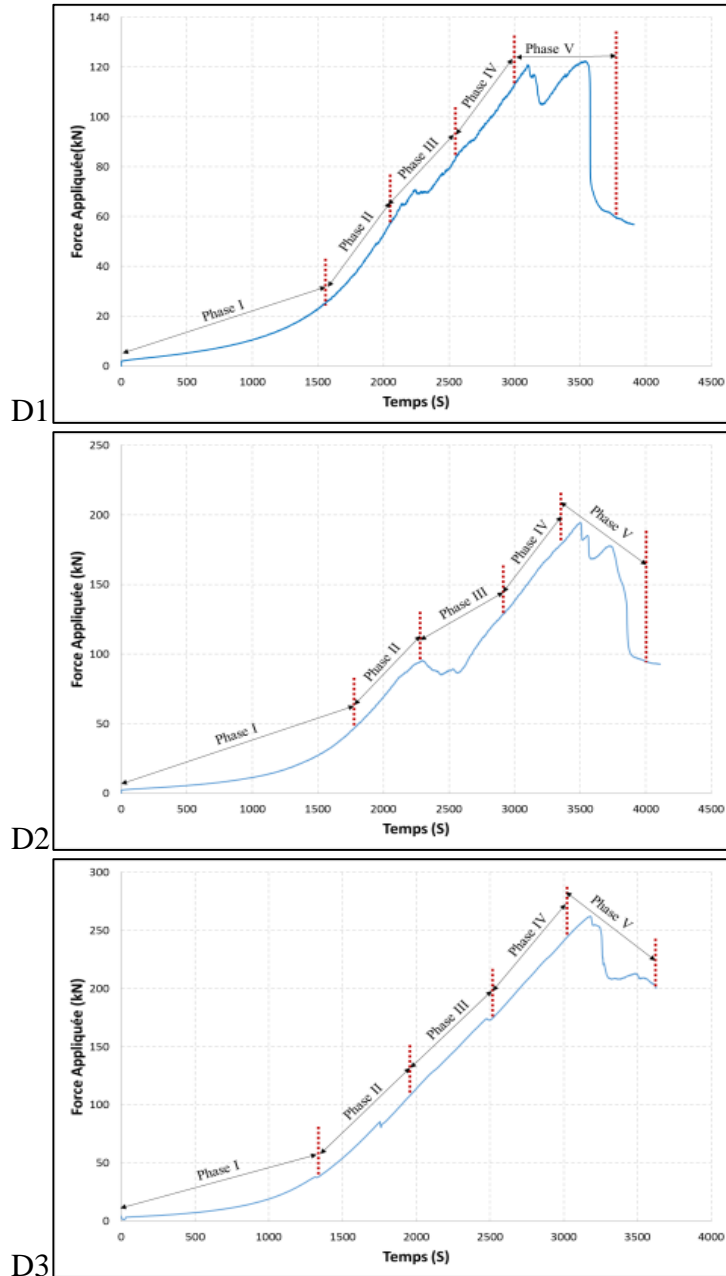 140
120
100
80
60
40
20
0
Force Appliquée(kN)
Phase I
Phase II
Phase III
Phase IV
Phase V
0 500 1000 1500 2000 2500 3000 3500 4000 4500
Temps (S)
D1
250
200
150
100
50
0
Force Appliquée (kN)
Phase I
Phase II
Phase III
Phase IV
Phase V
0 500 1000 1500 2000 2500 3000 3500 4000 4500
Temps (S)
D2
300
250
200
150
100
50
0
Force Appliquée (kN)
Phase I
Phase II
Phase III
Phase IV
Phase V
0 500 1000 1500 2000 2500 3000 3500 4000
Temps (S)
D3